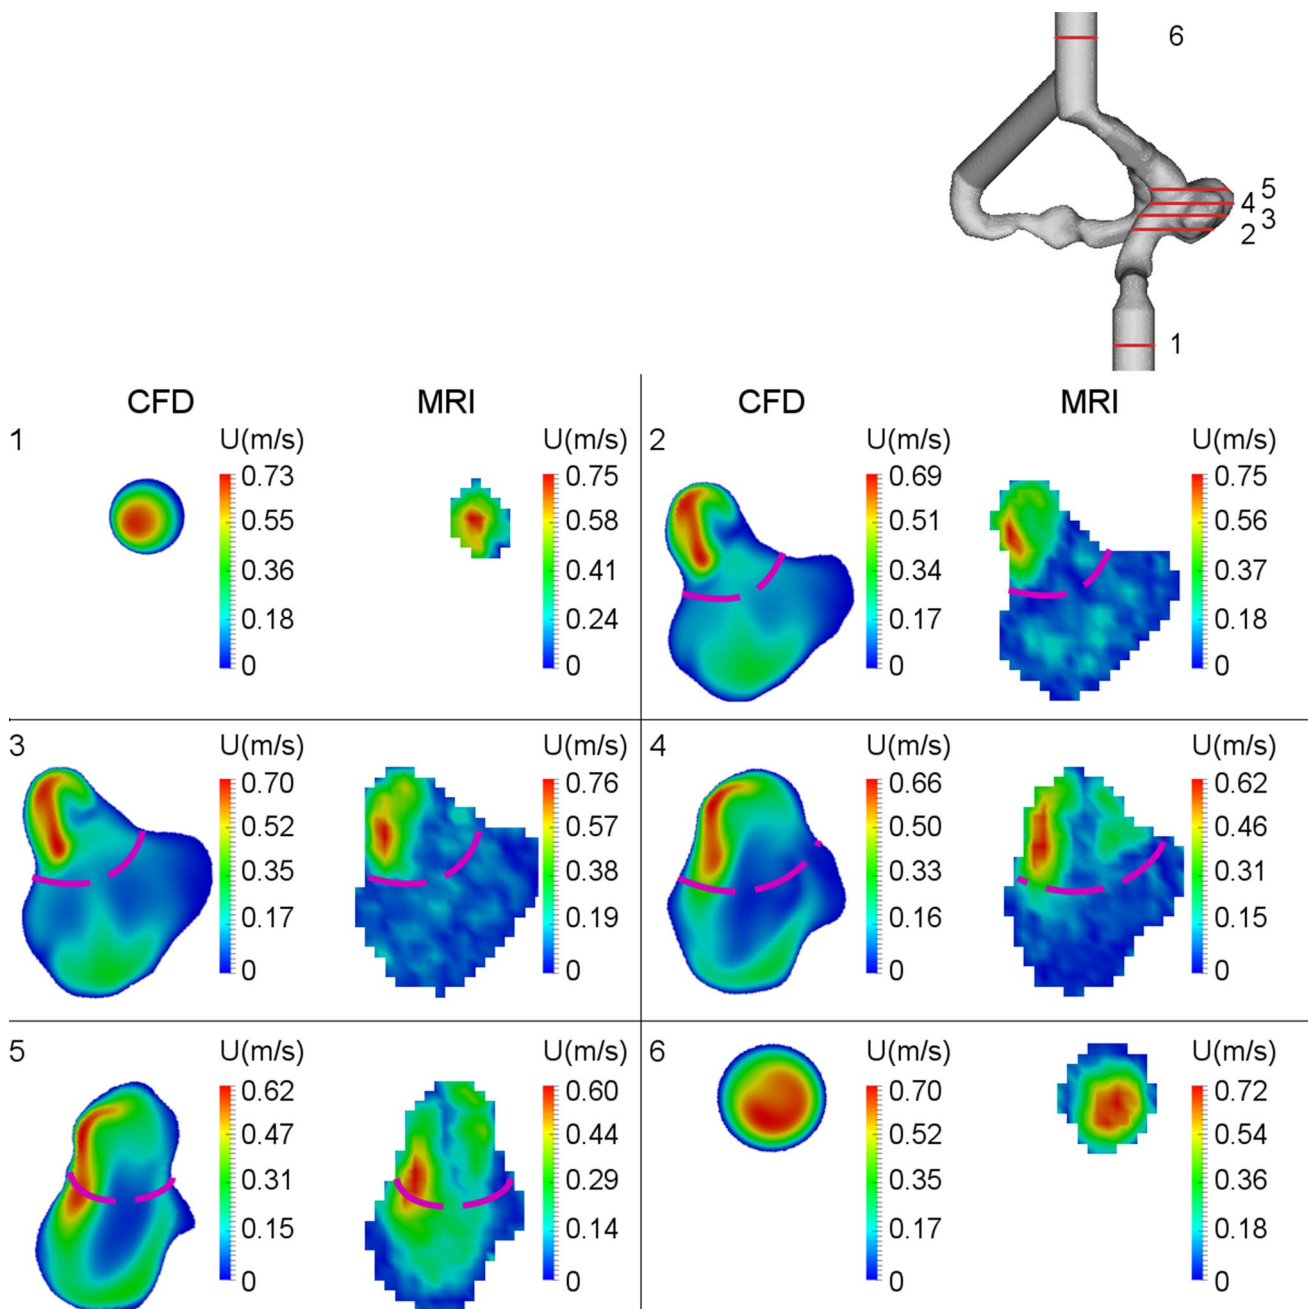 6
5
4
3
2
1
CFD MRI CFD MRI
1 U(m/s) U(m/s) 2 U(m/s) U(m/s)
0.73 0.75 0.69 0.75
0.55 0.58 0.51 0.56
0.36 0.41 0.34 0.37
0.18 0.24 0.17 0.18
0 0 0 0
3 U(m/s) U(m/s) 4 U(m/s) U(m/s)
0.70 0.76 0.66 0.62
0.52 0.57 0.50 0.46
0.35 0.38 0.33 0.31
0.17 0.19 0.16 0.15
0 0 0 0
5 U(m/s) U(m/s) 6 U(m/s) U(m/s)
0.62 0.60 0.70 0.72
0.47 0.44 0.52 0.54
0.31 0.29 0.35 0.36
0.15 0.14 0.17 0.18
0 0 0 0